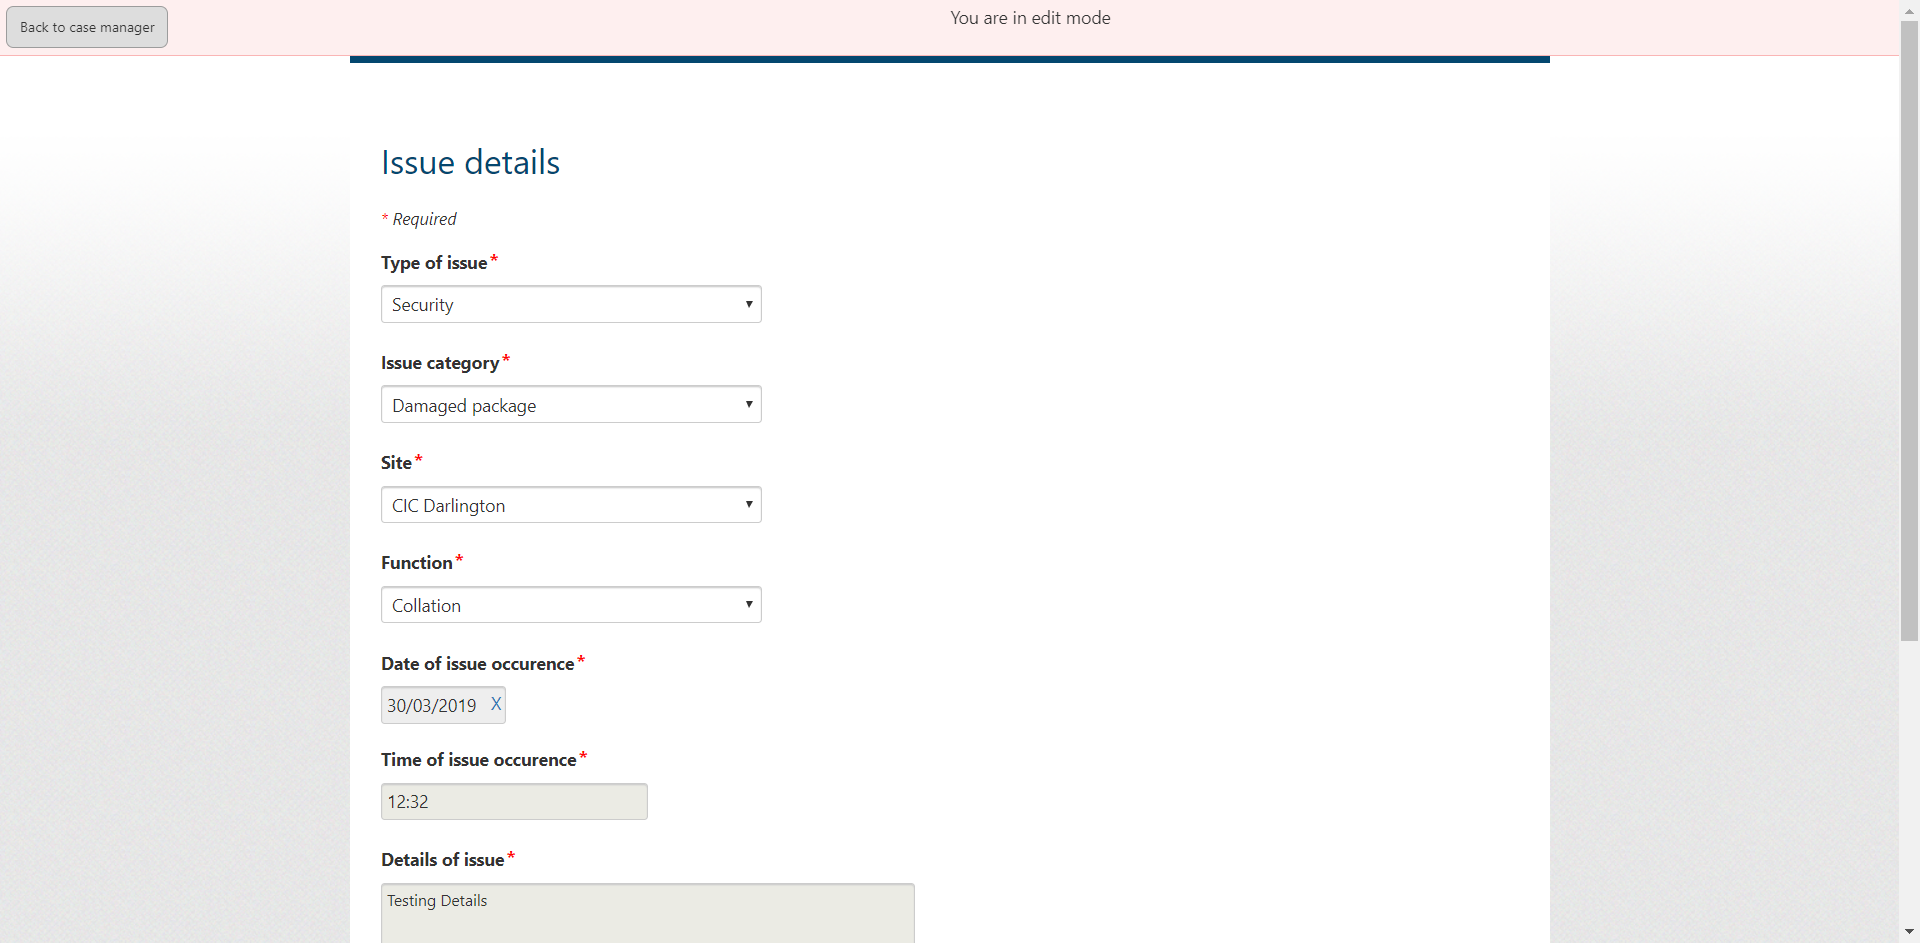 Back to case manager
You are in edit mode
Issue details
* Required
Type of issue*
Security
Issue category*
Damaged package
Site*
CIC Darlington
Function*
Collation
Date of issue occurence*
30/03/2019 X
Time of issue occurence*
12:32
Details of issue*
Testing Details